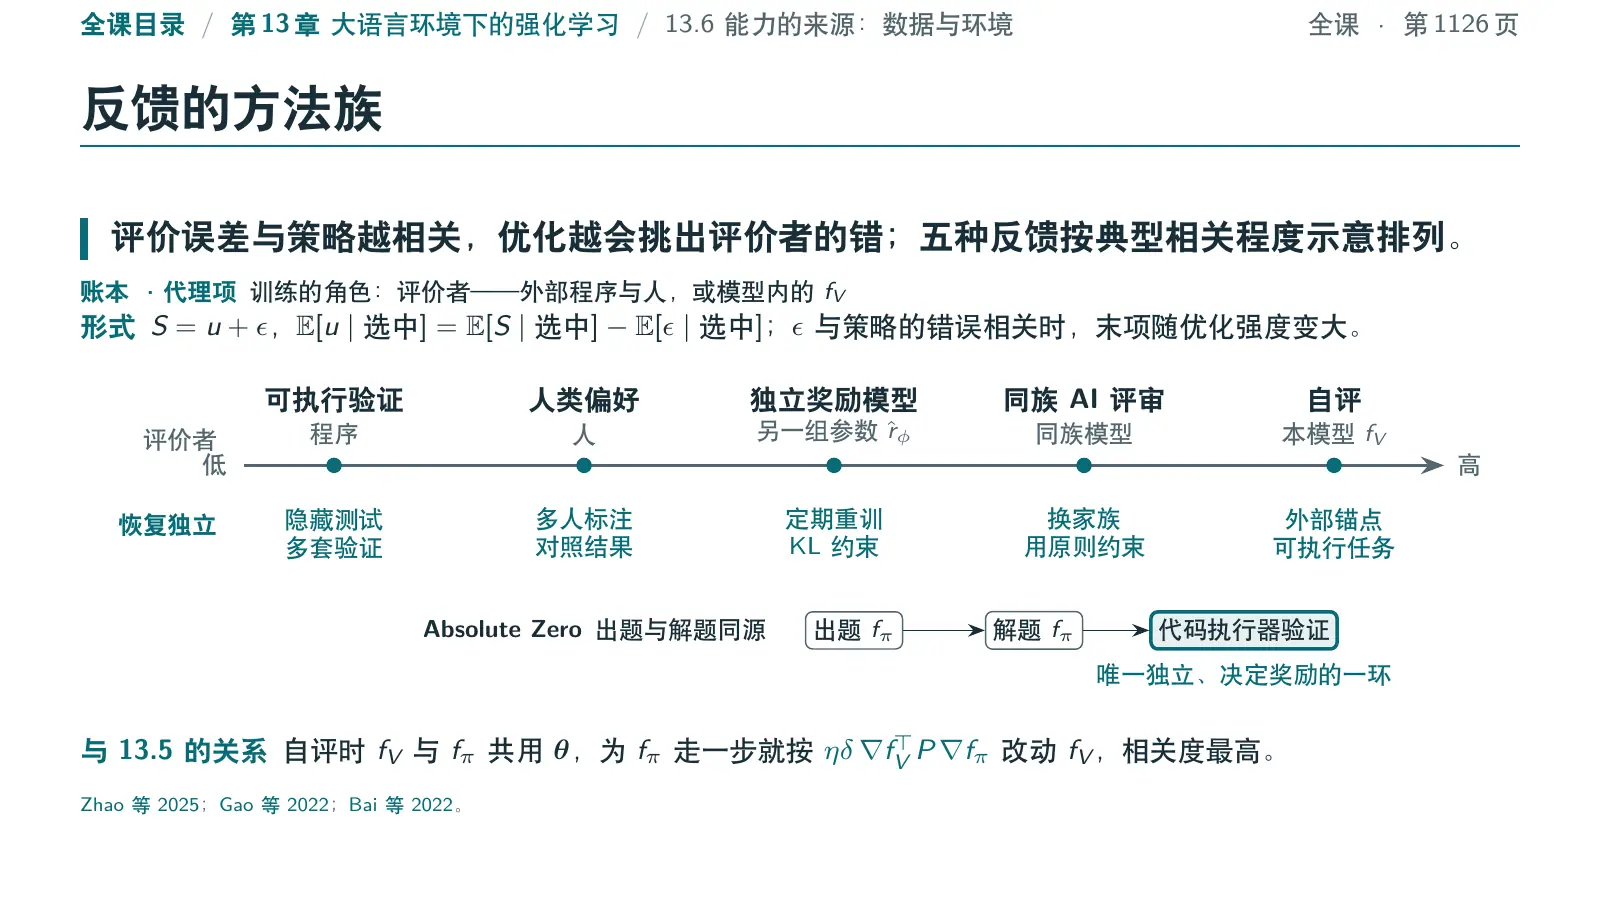 全课目录 / 第 13 章 大语言环境下的强化学习 / 13.6 能力的来源：数据与环境 全课 · 第 1126 页
反馈的方法族
评价误差与策略越相关，优化越会挑出评价者的错；五种反馈按典型相关程度示意排列。
账本 · 代理项 训练的角色：评价者——外部程序与人，或模型内的 f_V
形式 S = u + ϵ，𝔼[u | 选中] = 𝔼[S | 选中] − 𝔼[ϵ | 选中]；ϵ 与策略的错误相关时，末项随优化强度变大。
可执行验证 人类偏好 独立奖励模型 同族 AI 评审 自评
评价者 程序 人 另一组参数 r̂_ϕ 同族模型 本模型 f_V
低 高
恢复独立 隐藏测试 多人标注 定期重训 换家族 外部锚点
多套验证 对照结果 KL 约束 用原则约束 可执行任务
Absolute Zero 出题与解题同源 出题 f_π 解题 f_π 代码执行器验证
唯一独立、决定奖励的一环
与 13.5 的关系 自评时 f_V 与 f_π 共用 θ，为 f_π 走一步就按 ηδ ∇f_V^⊤ P ∇f_π 改动 f_V，相关度最高。
Zhao 等 2025；Gao 等 2022；Bai 等 2022。